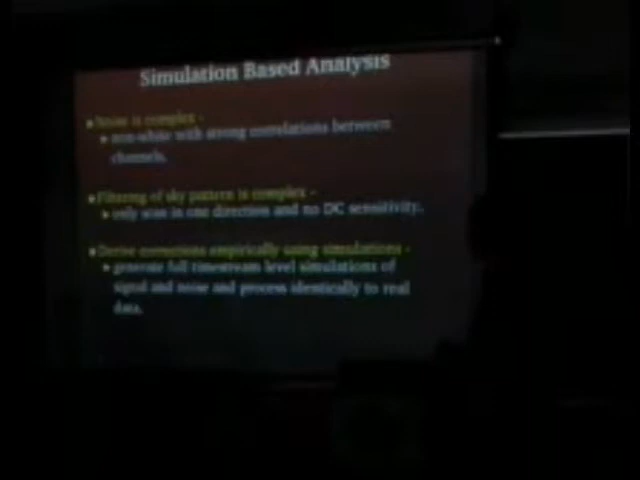 Simulation Based Analysis
Noise is complex -
non-white with strong correlations between
channels.
Filtering of sky pattern is complex -
only scan in one direction and no DC sensitivity.
Derive corrections empirically using simulations -
generate full timestream level simulations of
signal and noise and process identically to real
data.